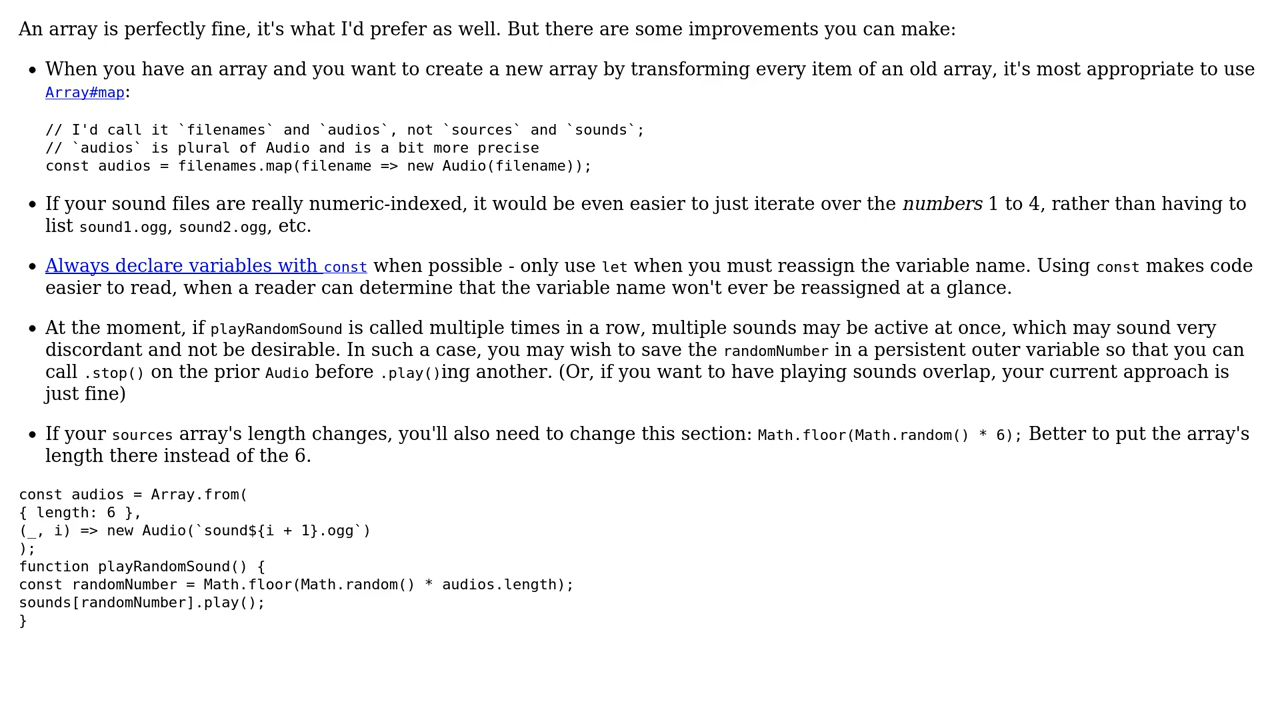 An array is perfectly fine, it's what I'd prefer as well. But there are some improvements you can make:
• When you have an array and you want to create a new array by transforming every item of an old array, it's most appropriate to use
Array#map:
// I'd call it `filenames` and `audios`, not `sources` and `sounds`;
// `audios` is plural of Audio and is a bit more precise
const audios = filenames.map(filename => new Audio(filename));
• If your sound files are really numeric-indexed, it would be even easier to just iterate over the numbers 1 to 4, rather than having to
list sound1.ogg, sound2.ogg, etc.
• Always declare variables with const when possible - only use let when you must reassign the variable name. Using const makes code
easier to read, when a reader can determine that the variable name won't ever be reassigned at a glance.
• At the moment, if playRandomSound is called multiple times in a row, multiple sounds may be active at once, which may sound very
discordant and not be desirable. In such a case, you may wish to save the randomNumber in a persistent outer variable so that you can
call .stop() on the prior Audio before .play()ing another. (Or, if you want to have playing sounds overlap, your current approach is
just fine)
• If your sources array's length changes, you'll also need to change this section: Math.floor(Math.random() * 6); Better to put the array's
length there instead of the 6.
const audios = Array.from(
{ length: 6 },
(_, i) => new Audio(`sound${i + 1}.ogg`)
);
function playRandomSound() {
const randomNumber = Math.floor(Math.random() * audios.length);
sounds[randomNumber].play();
}